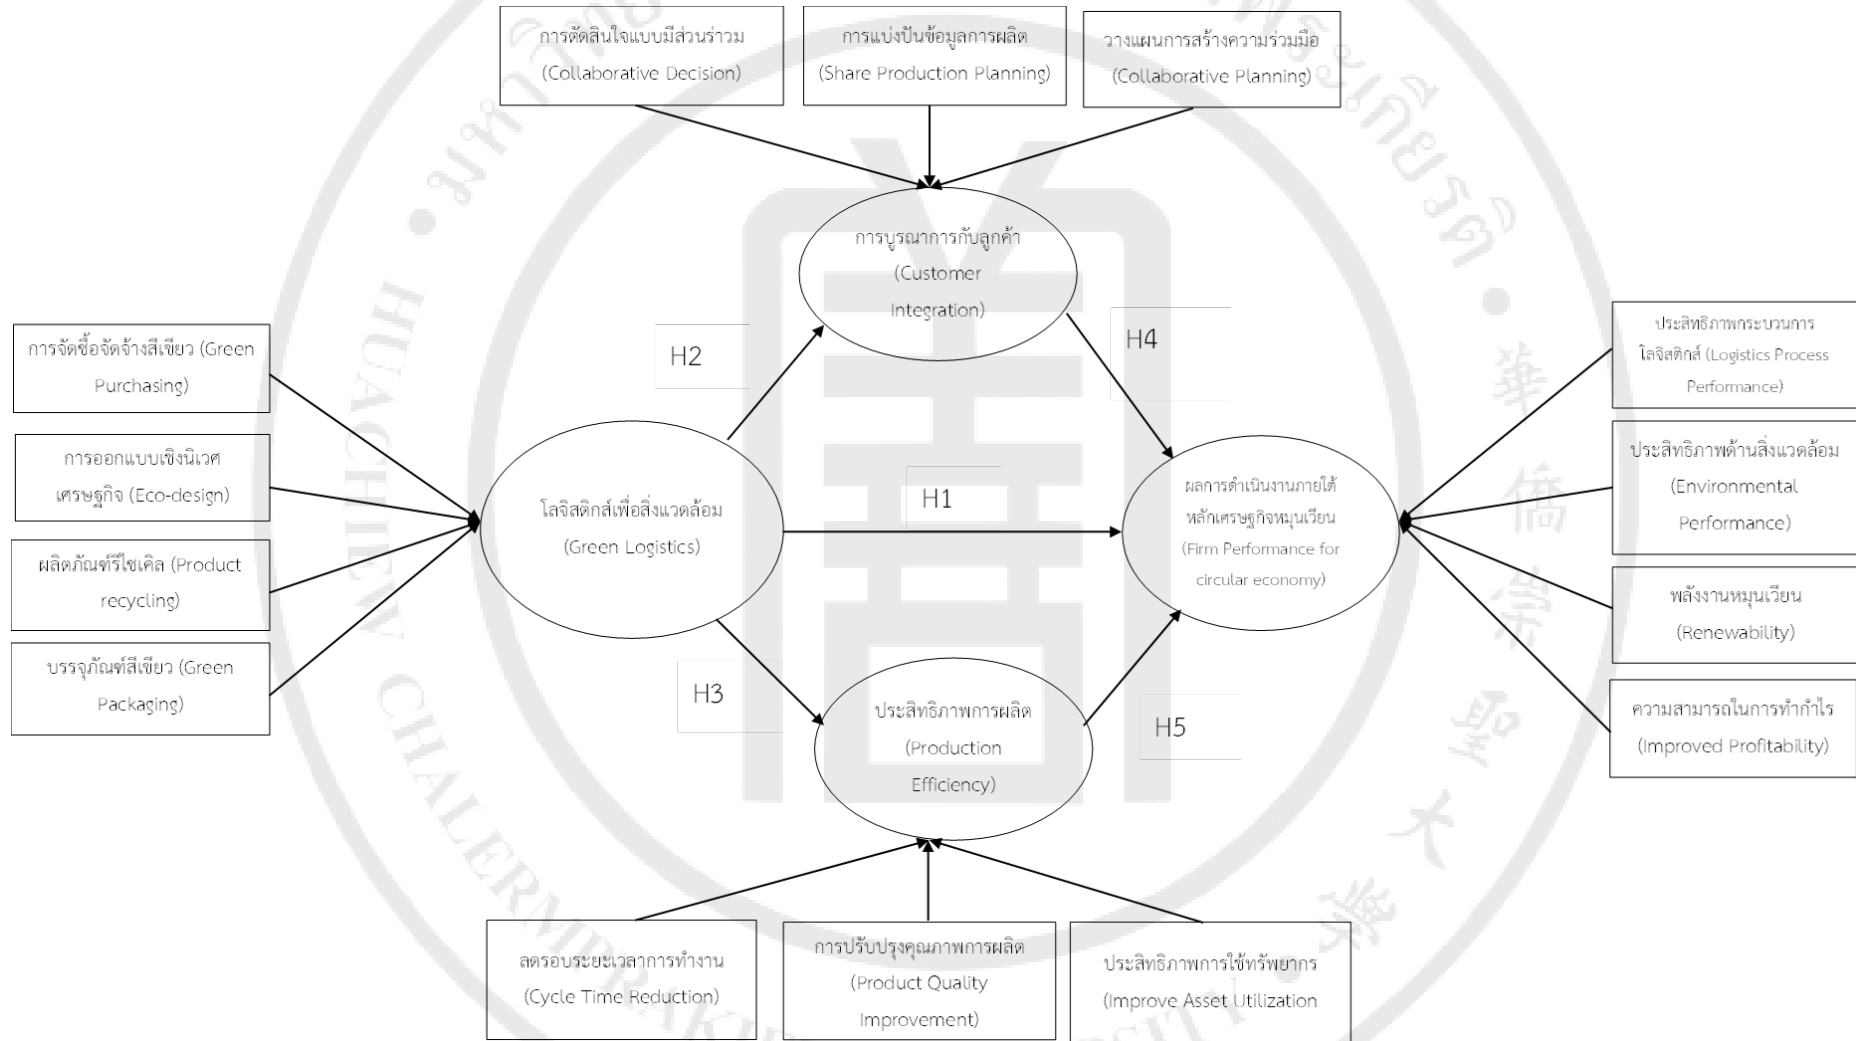 การตัดสินใจแบบมีส่วนร่าวม
(Collaborative Decision)
การแบ่งปันข้อมูลการผลิต
(Share Production Planning)
วางแผนการสร้างความร่วมมือ
(Collaborative Planning)
การบูรณาการกับลูกค้า
(Customer
Integration)
H2
H4
การจัดซื้อจัดจ้างสีเขียว (Green
Purchasing)
การออกแบบเชิงนิเวศ
เศรษฐกิจ (Eco-design)
ผลิตภัณฑ์รีไซเคิล (Product
recycling)
บรรจุภัณฑ์สีเขียว (Green
Packaging)
โลจิสติกส์เพื่อสิ่งแวดล้อม
(Green Logistics)
H1
ผลการดำเนินงานภายใต้
หลักเศรษฐกิจหมุนเวียน
(Firm Performance for
circular economy)
ประสิทธิภาพกระบวนการ
โลจิสติกส์ (Logistics Process
Performance)
ประสิทธิภาพด้านสิ่งแวดล้อม
(Environmental
Performance)
พลังงานหมุนเวียน
(Renewability)
ความสามารถในการทำกำไร
(Improved Profitability)
H3
H5
ประสิทธิภาพการผลิต
(Production
Efficiency)
ลดรอบระยะเวลาการทำงาน
(Cycle Time Reduction)
การปรับปรุงคุณภาพการผลิต
(Product Quality
Improvement)
ประสิทธิภาพการใช้ทรัพยากร
(Improve Asset Utilization
HUACHIEW CHALERMPRAKIE
SITY
華僑崇聖大學